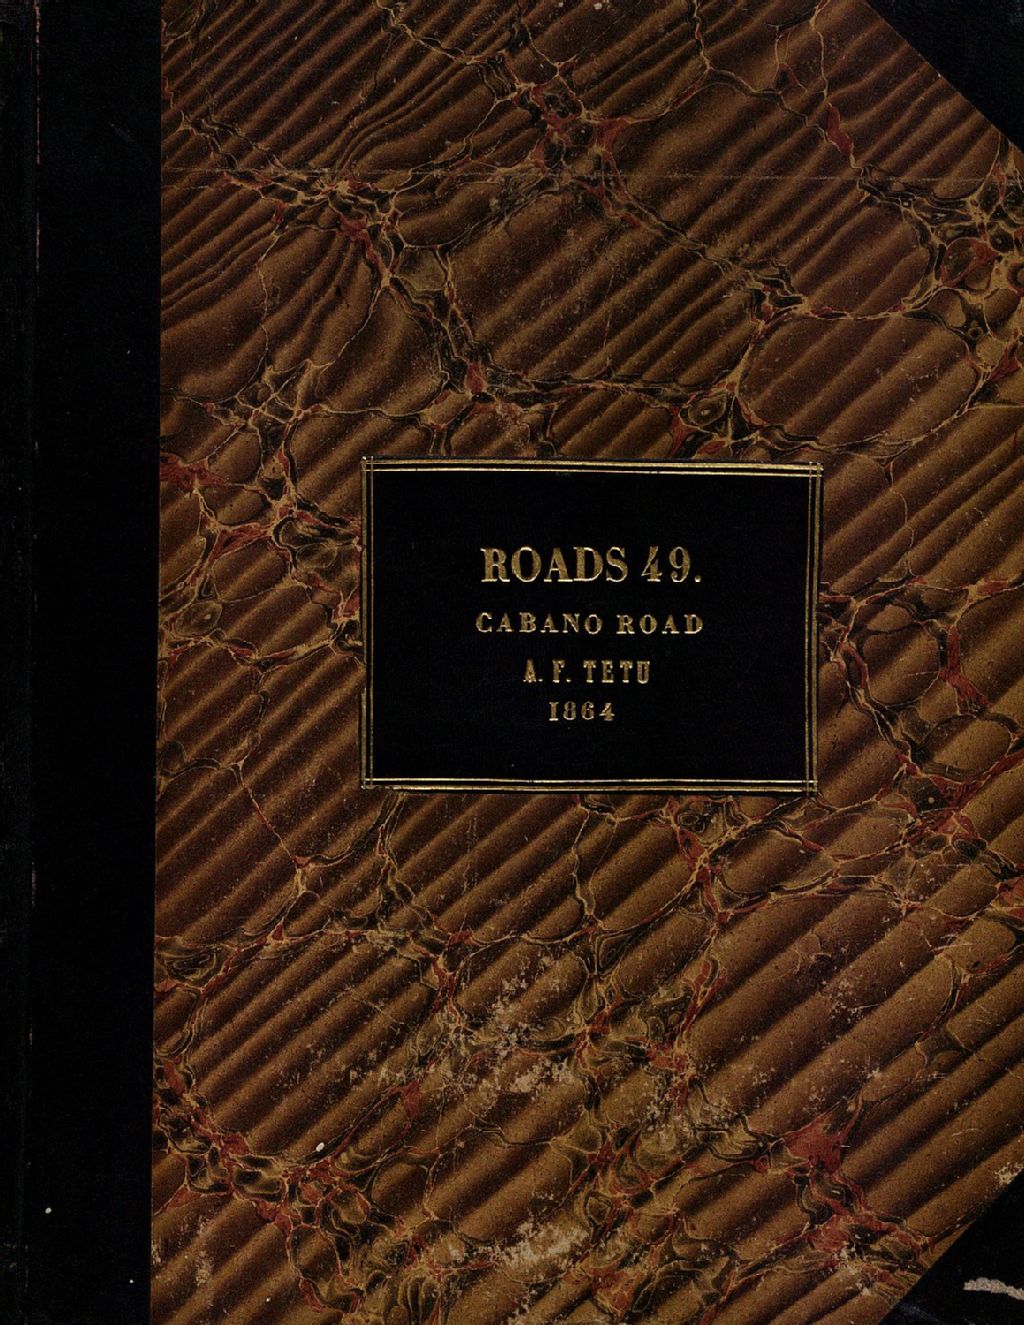 ROADS 49.
CABANO ROAD
A. F. TETU
1864